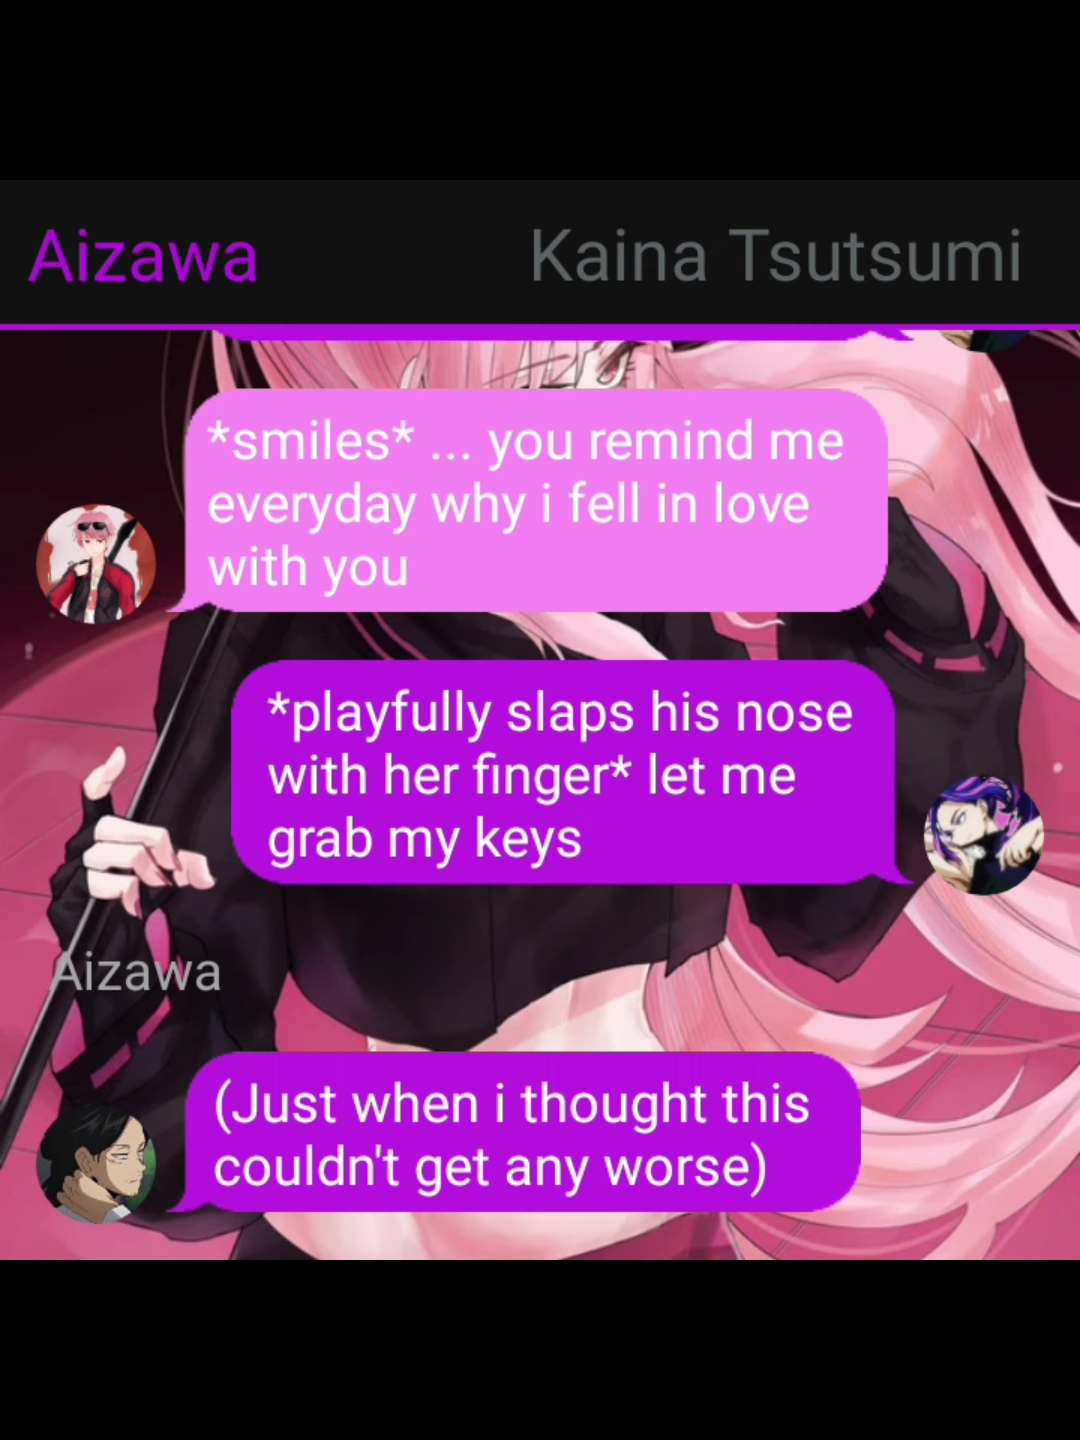 Aizawa Kaina Tsutsumi
*smiles* ... you remind me
everyday why i fell in love
with you
*playfully slaps his nose
with her finger* let me
grab my keys
Aizawa
(Just when i thought this
couldn't get any worse)